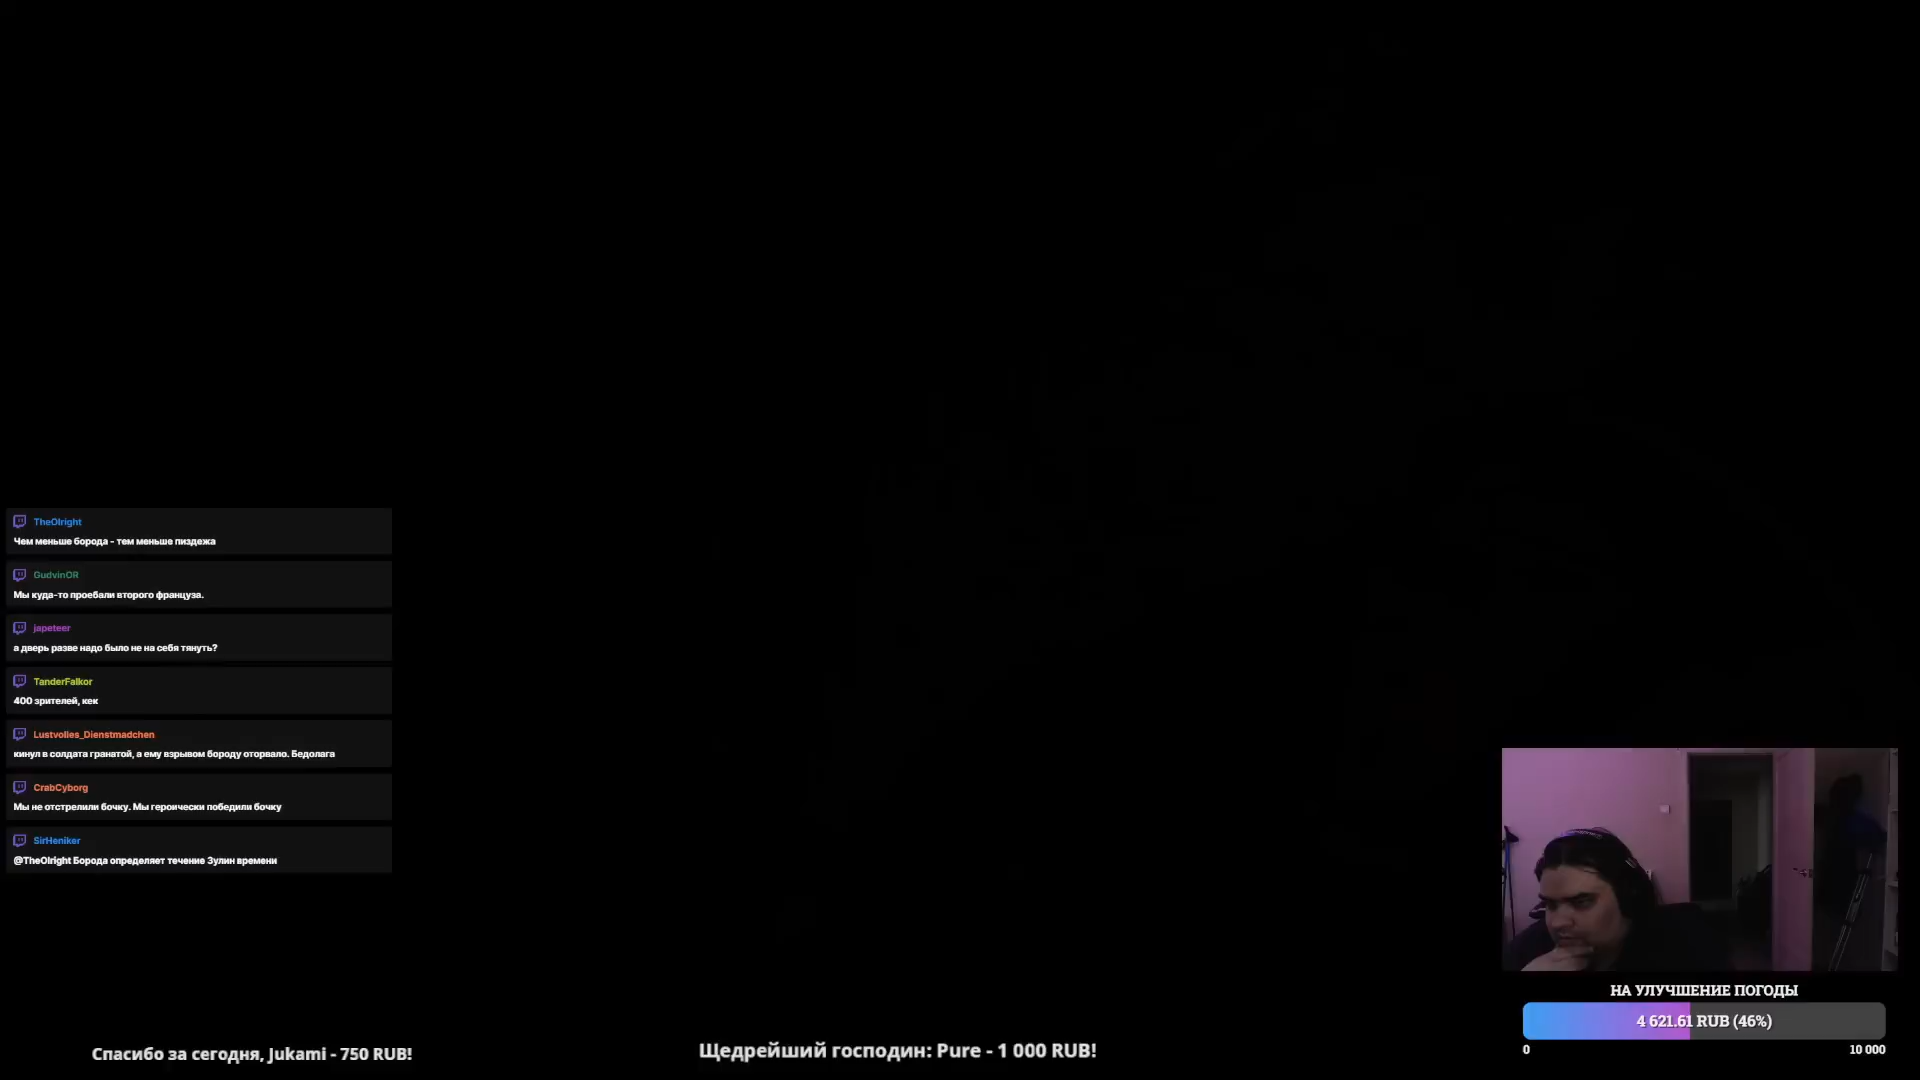 TheOlright
Чем меньше борода - тем меньше пиздежа
GudvinOR
Мы куда-то проебали второго француза.
japeteer
а дверь разве надо было не на себя тянуть?
TanderFalkor
400 зрителей, кек
Lustvolles_Dienstmadchen
кинул в солдата гранатой, а ему взрывом бороду оторвало. Бедолага
CrabCyborg
Мы не отстрелили бочку. Мы героически победили бочку
SirHeniker
@TheOlright Борода определяет течение Зулин времени
НА УЛУЧШЕНИЕ ПОГОДЫ
4 621.61 RUB (46%)
0
10 000
Спасибо за сегодня, Jukami - 750 RUB!
Щедрейший господин: Pure - 1 000 RUB!